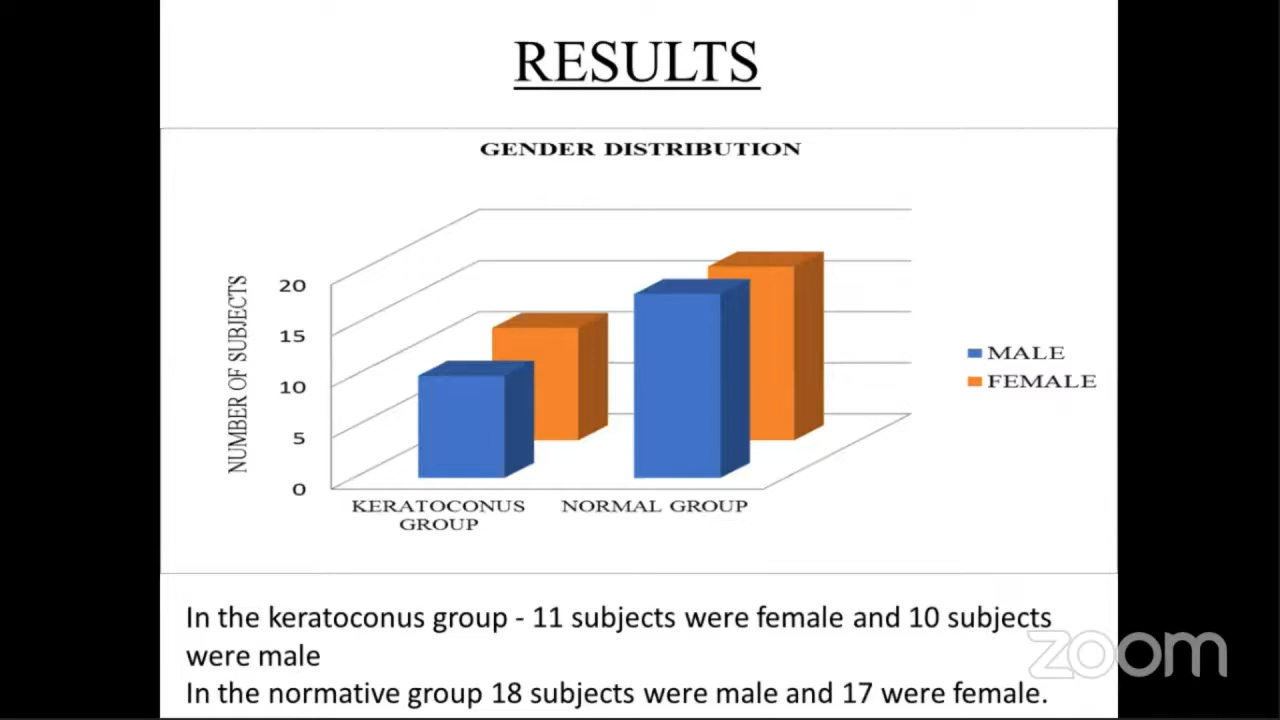 RESULTS
GENDER DISTRIBUTION
NUMBER OF SUBJECTS
20
15
10
5
0
KERATOCONUS
GROUP
NORMAL GROUP
MALE
FEMALE
In the keratoconus group - 11 subjects were female and 10 subjects
were male
In the normative group 18 subjects were male and 17 were female.
zoom